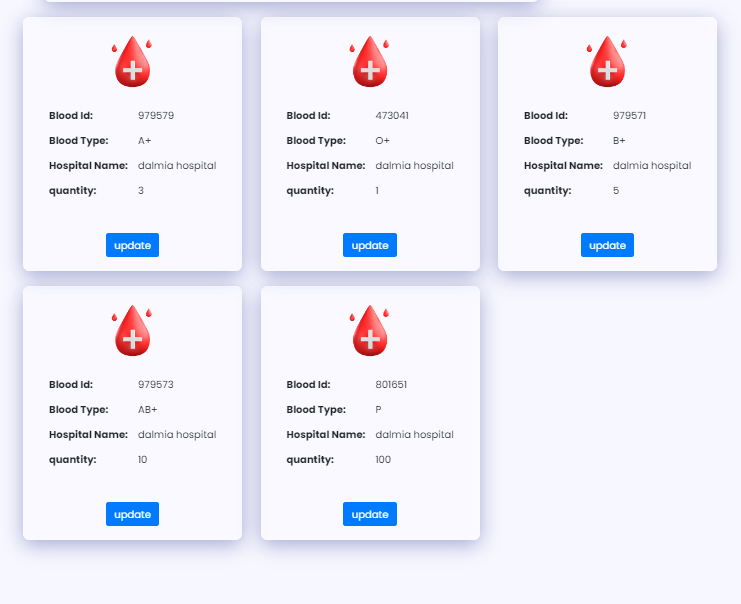 Blood Id: 979579
Blood Type: A+
Hospital Name: dalmia hospital
quantity: 3
update
Blood Id: 473041
Blood Type: O+
Hospital Name: dalmia hospital
quantity: 1
update
Blood Id: 979571
Blood Type: B+
Hospital Name: dalmia hospital
quantity: 5
update
Blood Id: 979573
Blood Type: AB+
Hospital Name: dalmia hospital
quantity: 10
update
Blood Id: 801651
Blood Type: P
Hospital Name: dalmia hospital
quantity: 100
update